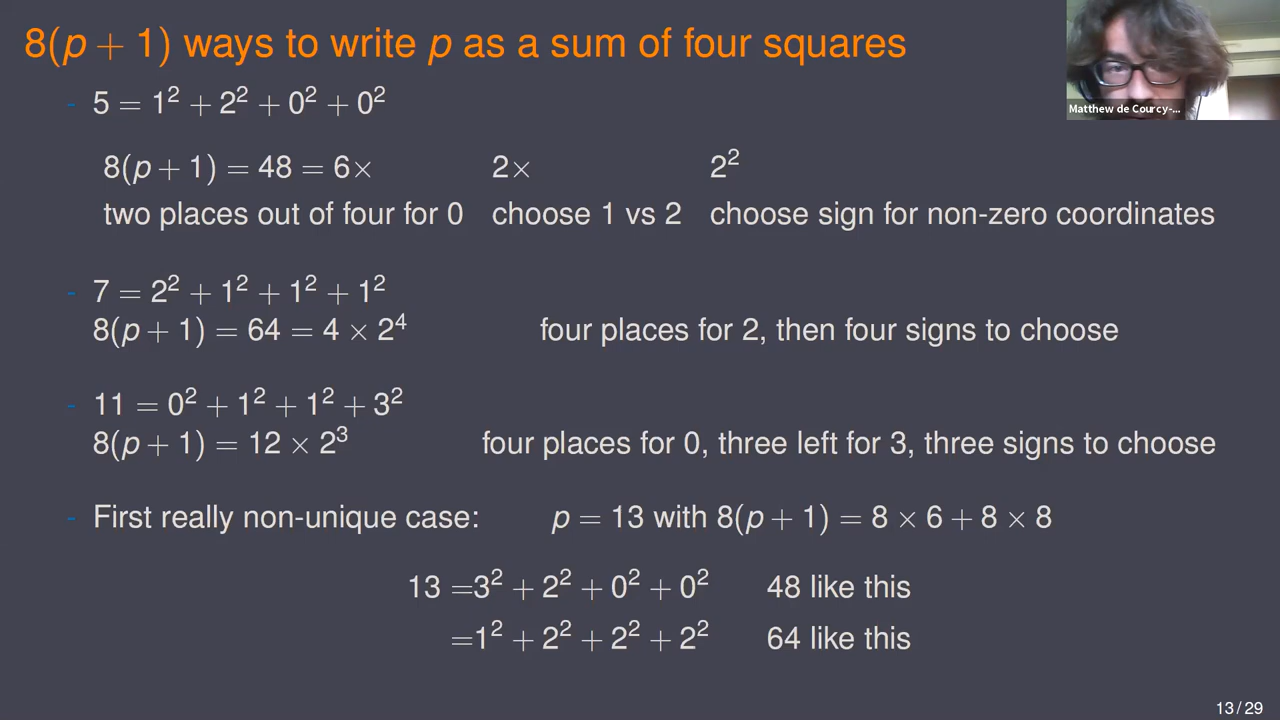 8(p + 1) ways to write p as a sum of four squares
Matthew de Courcy-...
- 5 = 1² + 2² + 0² + 0²
8(p + 1) = 48 = 6× 2× 2²
two places out of four for 0 choose 1 vs 2 choose sign for non-zero coordinates
- 7 = 2² + 1² + 1² + 1²
8(p + 1) = 64 = 4 × 2⁴ four places for 2, then four signs to choose
- 11 = 0² + 1² + 1² + 3²
8(p + 1) = 12 × 2³ four places for 0, three left for 3, three signs to choose
- First really non-unique case: p = 13 with 8(p + 1) = 8 × 6 + 8 × 8
13 =3² + 2² + 0² + 0² 48 like this
=1² + 2² + 2² + 2² 64 like this
13 / 29